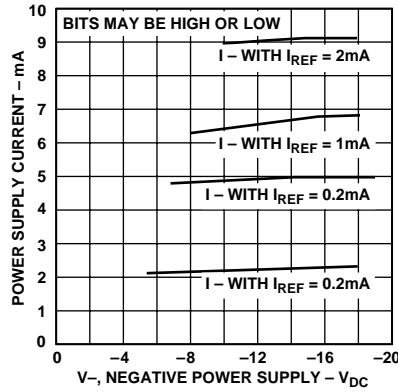 BITS MAY BE HIGH OR LOW
10
9
8
7
6
5
4
3
2
1
0
POWER SUPPLY CURRENT – mA
I – WITH IREF = 2mA
I – WITH IREF = 1mA
I – WITH IREF = 0.2mA
I – WITH IREF = 0.2mA
0 –4 –8 –12 –16 –20
V–, NEGATIVE POWER SUPPLY – VDC